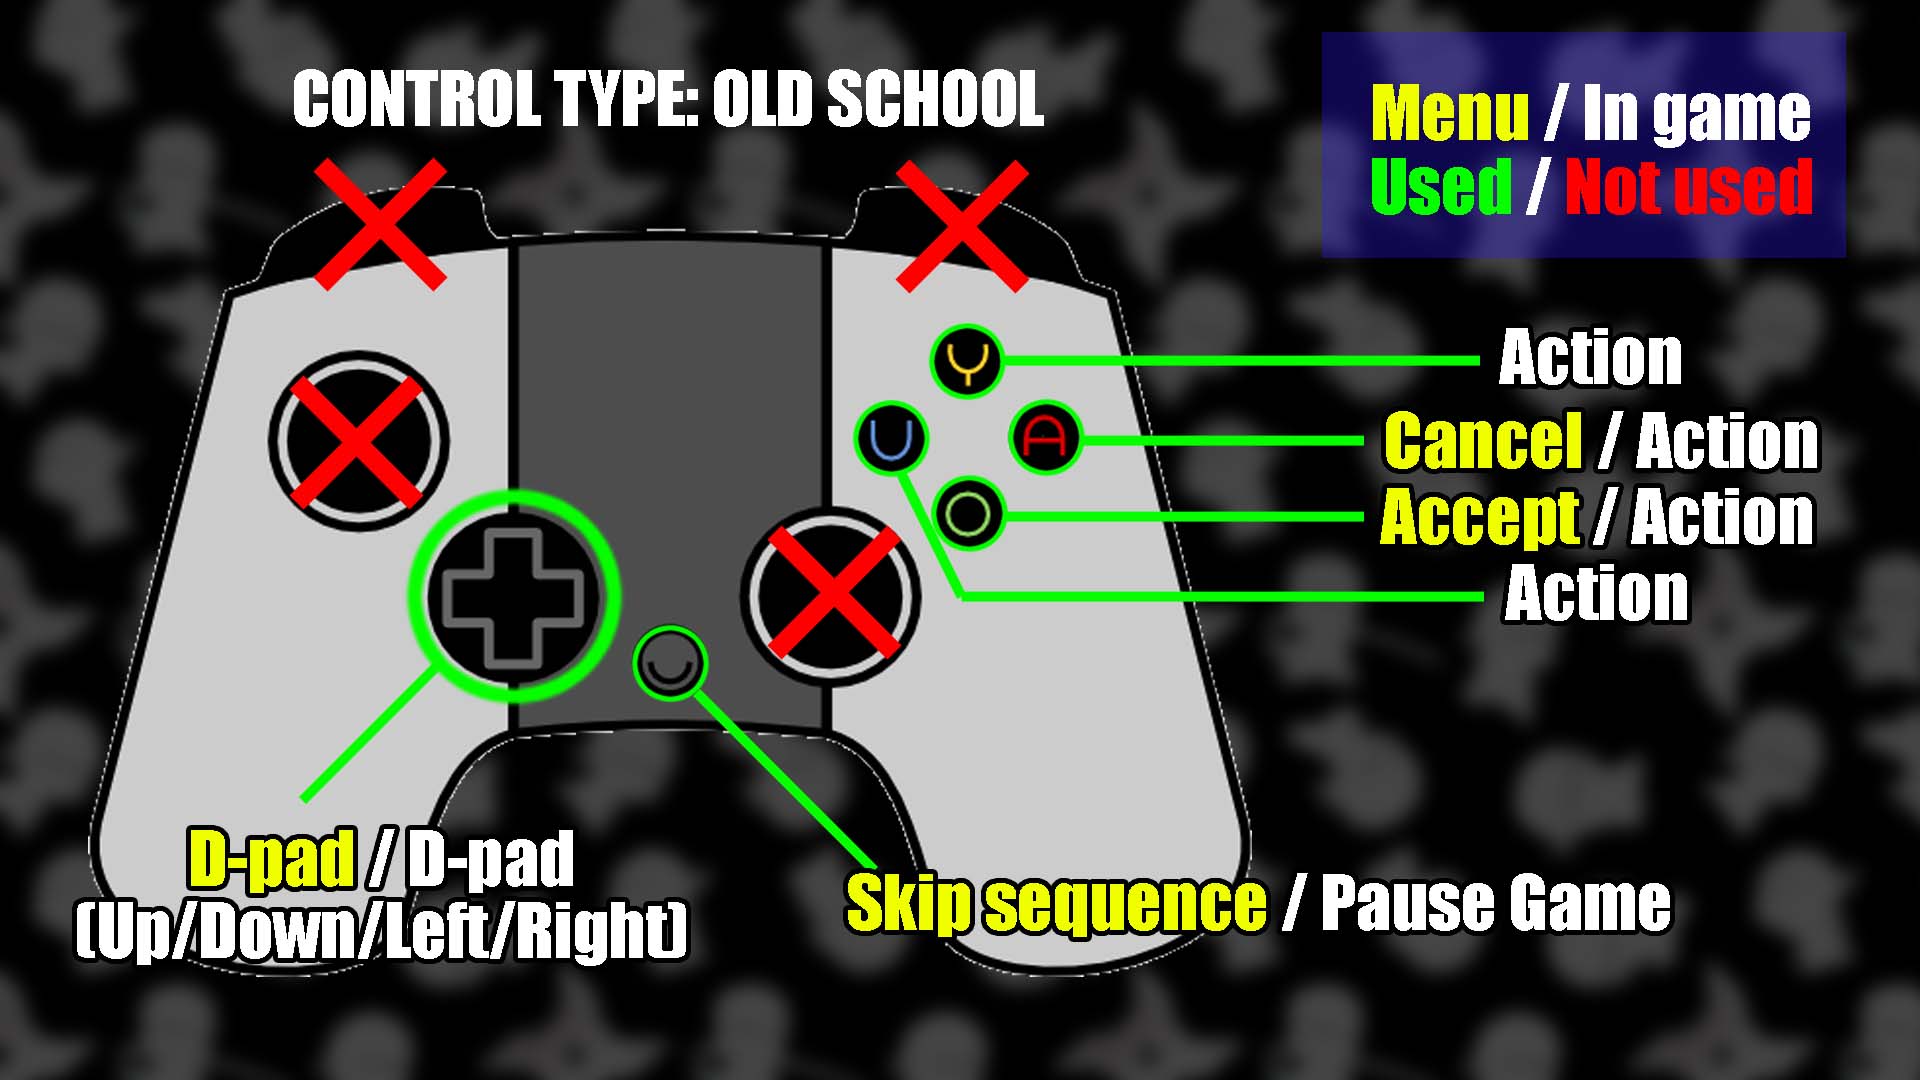 CONTROL TYPE: OLD SCHOOL
Menu / In game
Used / Not used
Y
U
A
O
Action
Cancel / Action
Accept / Action
Action
D-pad / D-pad
(Up/Down/Left/Right)
Skip sequence / Pause Game